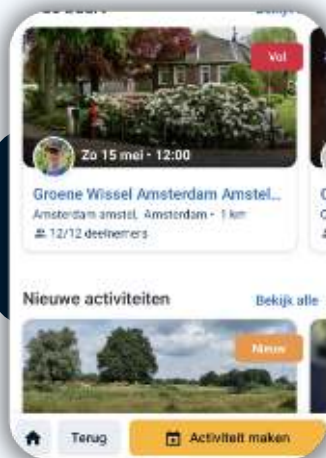 Vol
Zo 15 mei • 12:00
Groene Wissel Amsterdam Amstel...
Amsterdam amstel, Amsterdam • 1 km
12/12 deelnemers
Nieuwe activiteiten
Bekijk alle
Nieuw
Terug
Activiteit maken